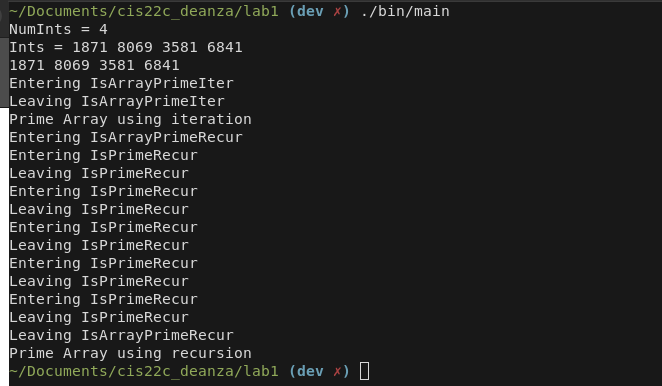 ~/Documents/cis22c_deanza/lab1 (dev ✗) ./bin/main
NumInts = 4
Ints = 1871 8069 3581 6841
1871 8069 3581 6841
Entering IsArrayPrimeIter
Leaving IsArrayPrimeIter
Prime Array using iteration
Entering IsArrayPrimeRecur
Entering IsPrimeRecur
Leaving IsPrimeRecur
Entering IsPrimeRecur
Leaving IsPrimeRecur
Entering IsPrimeRecur
Leaving IsPrimeRecur
Entering IsPrimeRecur
Leaving IsPrimeRecur
Entering IsPrimeRecur
Leaving IsPrimeRecur
Leaving IsArrayPrimeRecur
Prime Array using recursion
~/Documents/cis22c_deanza/lab1 (dev ✗)